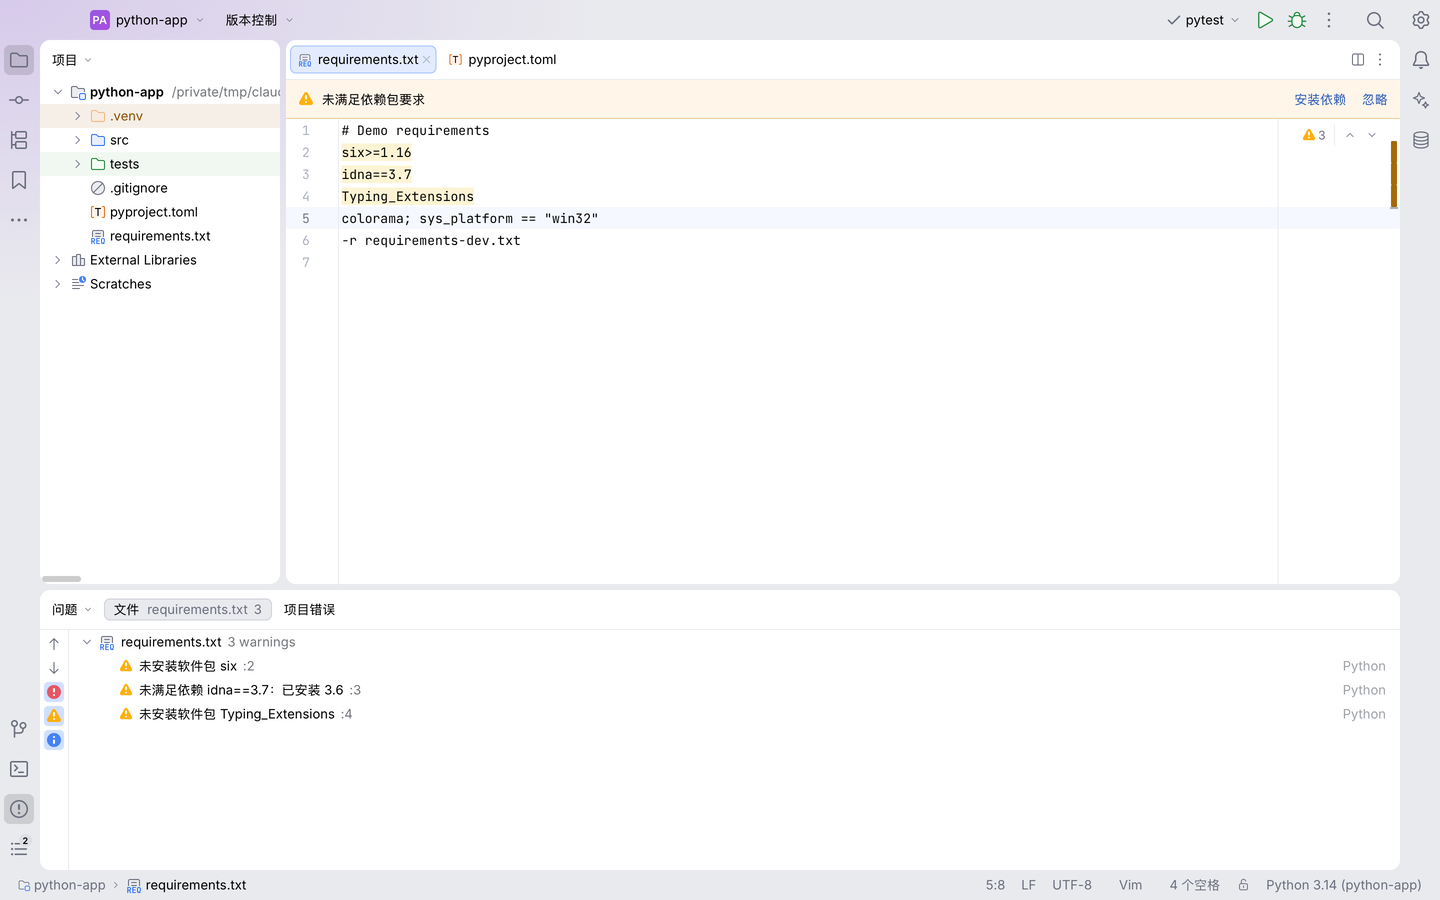 PA python-app 版本控制 pytest
项目
python-app /private/tmp/clauc
.venv
src
tests
.gitignore
[T] pyproject.toml
REQ requirements.txt
External Libraries
Scratches
REQ requirements.txt [T] pyproject.toml
未满足依赖包要求 安装依赖 忽略
3
1 # Demo requirements
2 six>=1.16
3 idna==3.7
4 Typing_Extensions
5 colorama; sys_platform == "win32"
6 -r requirements-dev.txt
7
问题 文件 requirements.txt 3 项目错误
REQ requirements.txt 3 warnings
未安装软件包 six :2 Python
未满足依赖 idna==3.7：已安装 3.6 :3 Python
未安装软件包 Typing_Extensions :4 Python
2
python-app REQ requirements.txt 5:8 LF UTF-8 Vim 4 个空格 Python 3.14 (python-app)